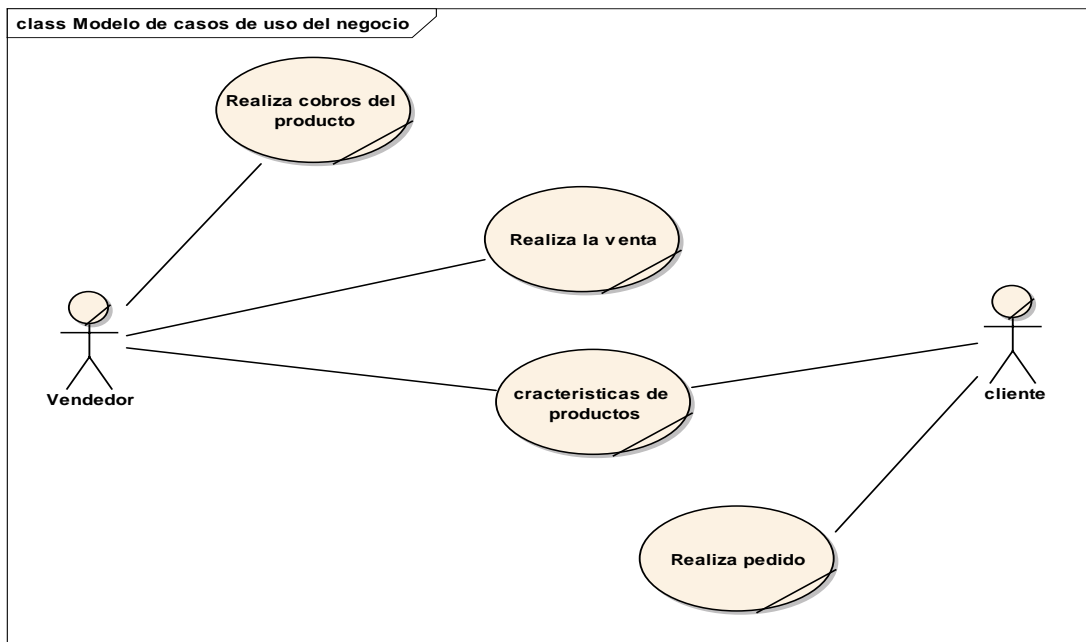 class Modelo de casos de uso del negocio
Realiza cobros del
producto
Realiza la venta
Vendedor
cracteristicas de
productos
cliente
Realiza pedido